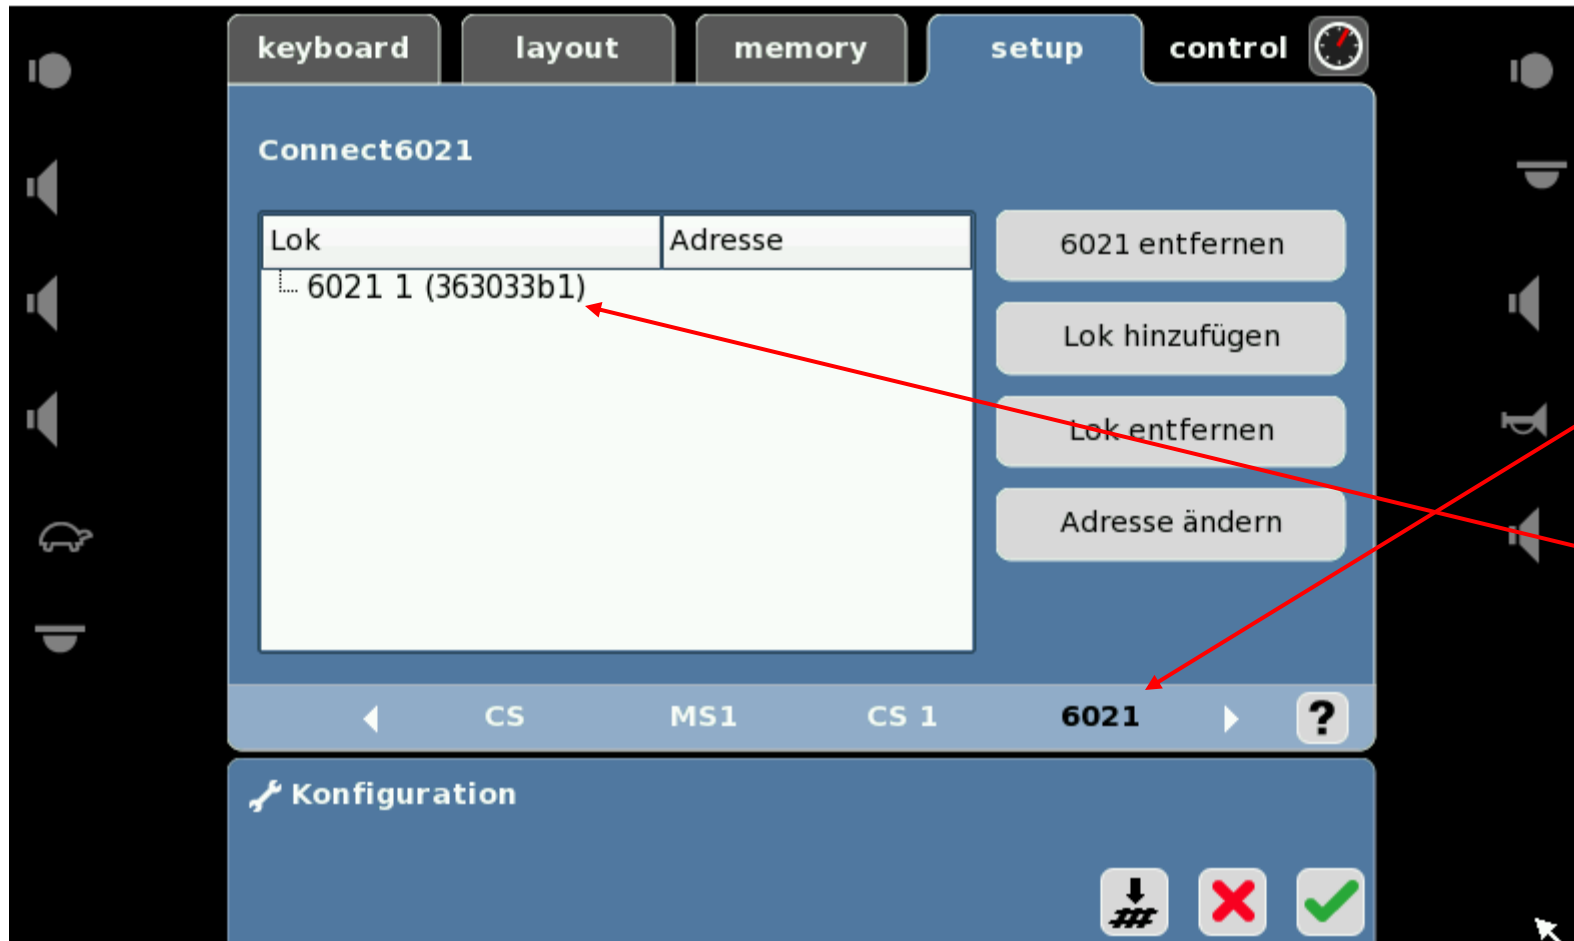 keyboard layout memory setup control
Connect6021
Lok Adresse
6021 1 (363033b1)
6021 entfernen
Lok hinzufügen
Lok entfernen
Adresse ändern
CS MS1 CS 1 6021 ?
Konfiguration